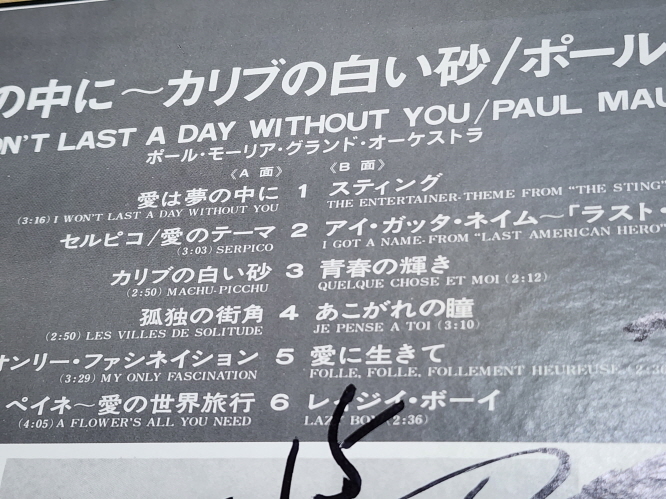 の中に～カリブの白い砂/ポール
N'T LAST A DAY WITHOUT YOU/PAUL MAU
ポール・モーリア・グランド・オーケストラ
《A 面》
愛は夢の中に 1
(3:16) I WON'T LAST A DAY WITHOUT YOU
セルピコ/愛のテーマ 2
(3:03) SERPICO
カリブの白い砂 3
(2:50) MACHU-PICCHU
孤独の街角 4
(2:50) LES VILLES DE SOLITUDE
オンリー・ファシネイション 5
(3:29) MY ONLY FASCINATION
ペイネ～愛の世界旅行 6
(4:05) A FLOWER'S ALL YOU NEED
《B 面》
スティング
THE ENTERTAINER-THEME FROM "THE STING"
アイ・ガッタ・ネイム～「ラスト・
I GOT A NAME-FROM "LAST AMERICAN HERO"
青春の輝き
QUELQUE CHOSE ET MOI (2:12)
あこがれの瞳
JE PENSE A TOI (3:10)
愛に生きて
FOLLE, FOLLE, FOLLEMENT HEUREUSE
レイジイ・ボーイ
LAZY BOY (2:36)
15